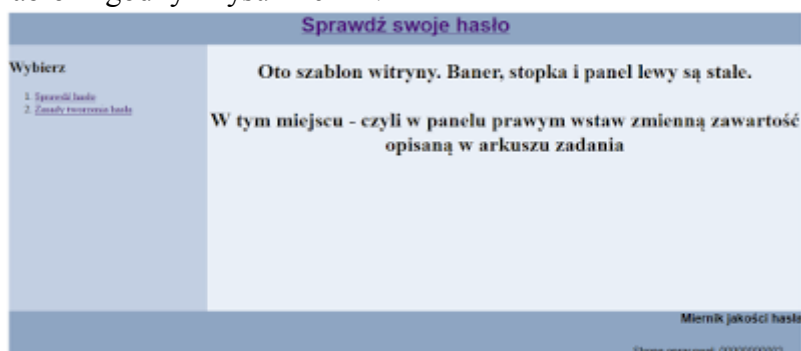 Sprawdź swoje hasło
Wybierz
1. Sprawdź hasło
2. Zasady tworzenia hasła
Oto szablon witryny. Baner, stopka i panel lewy są stałe.
W tym miejscu - czyli w panelu prawym wstaw zmienną zawartość
opisaną w arkuszu zadania
Miernik jakości hasła